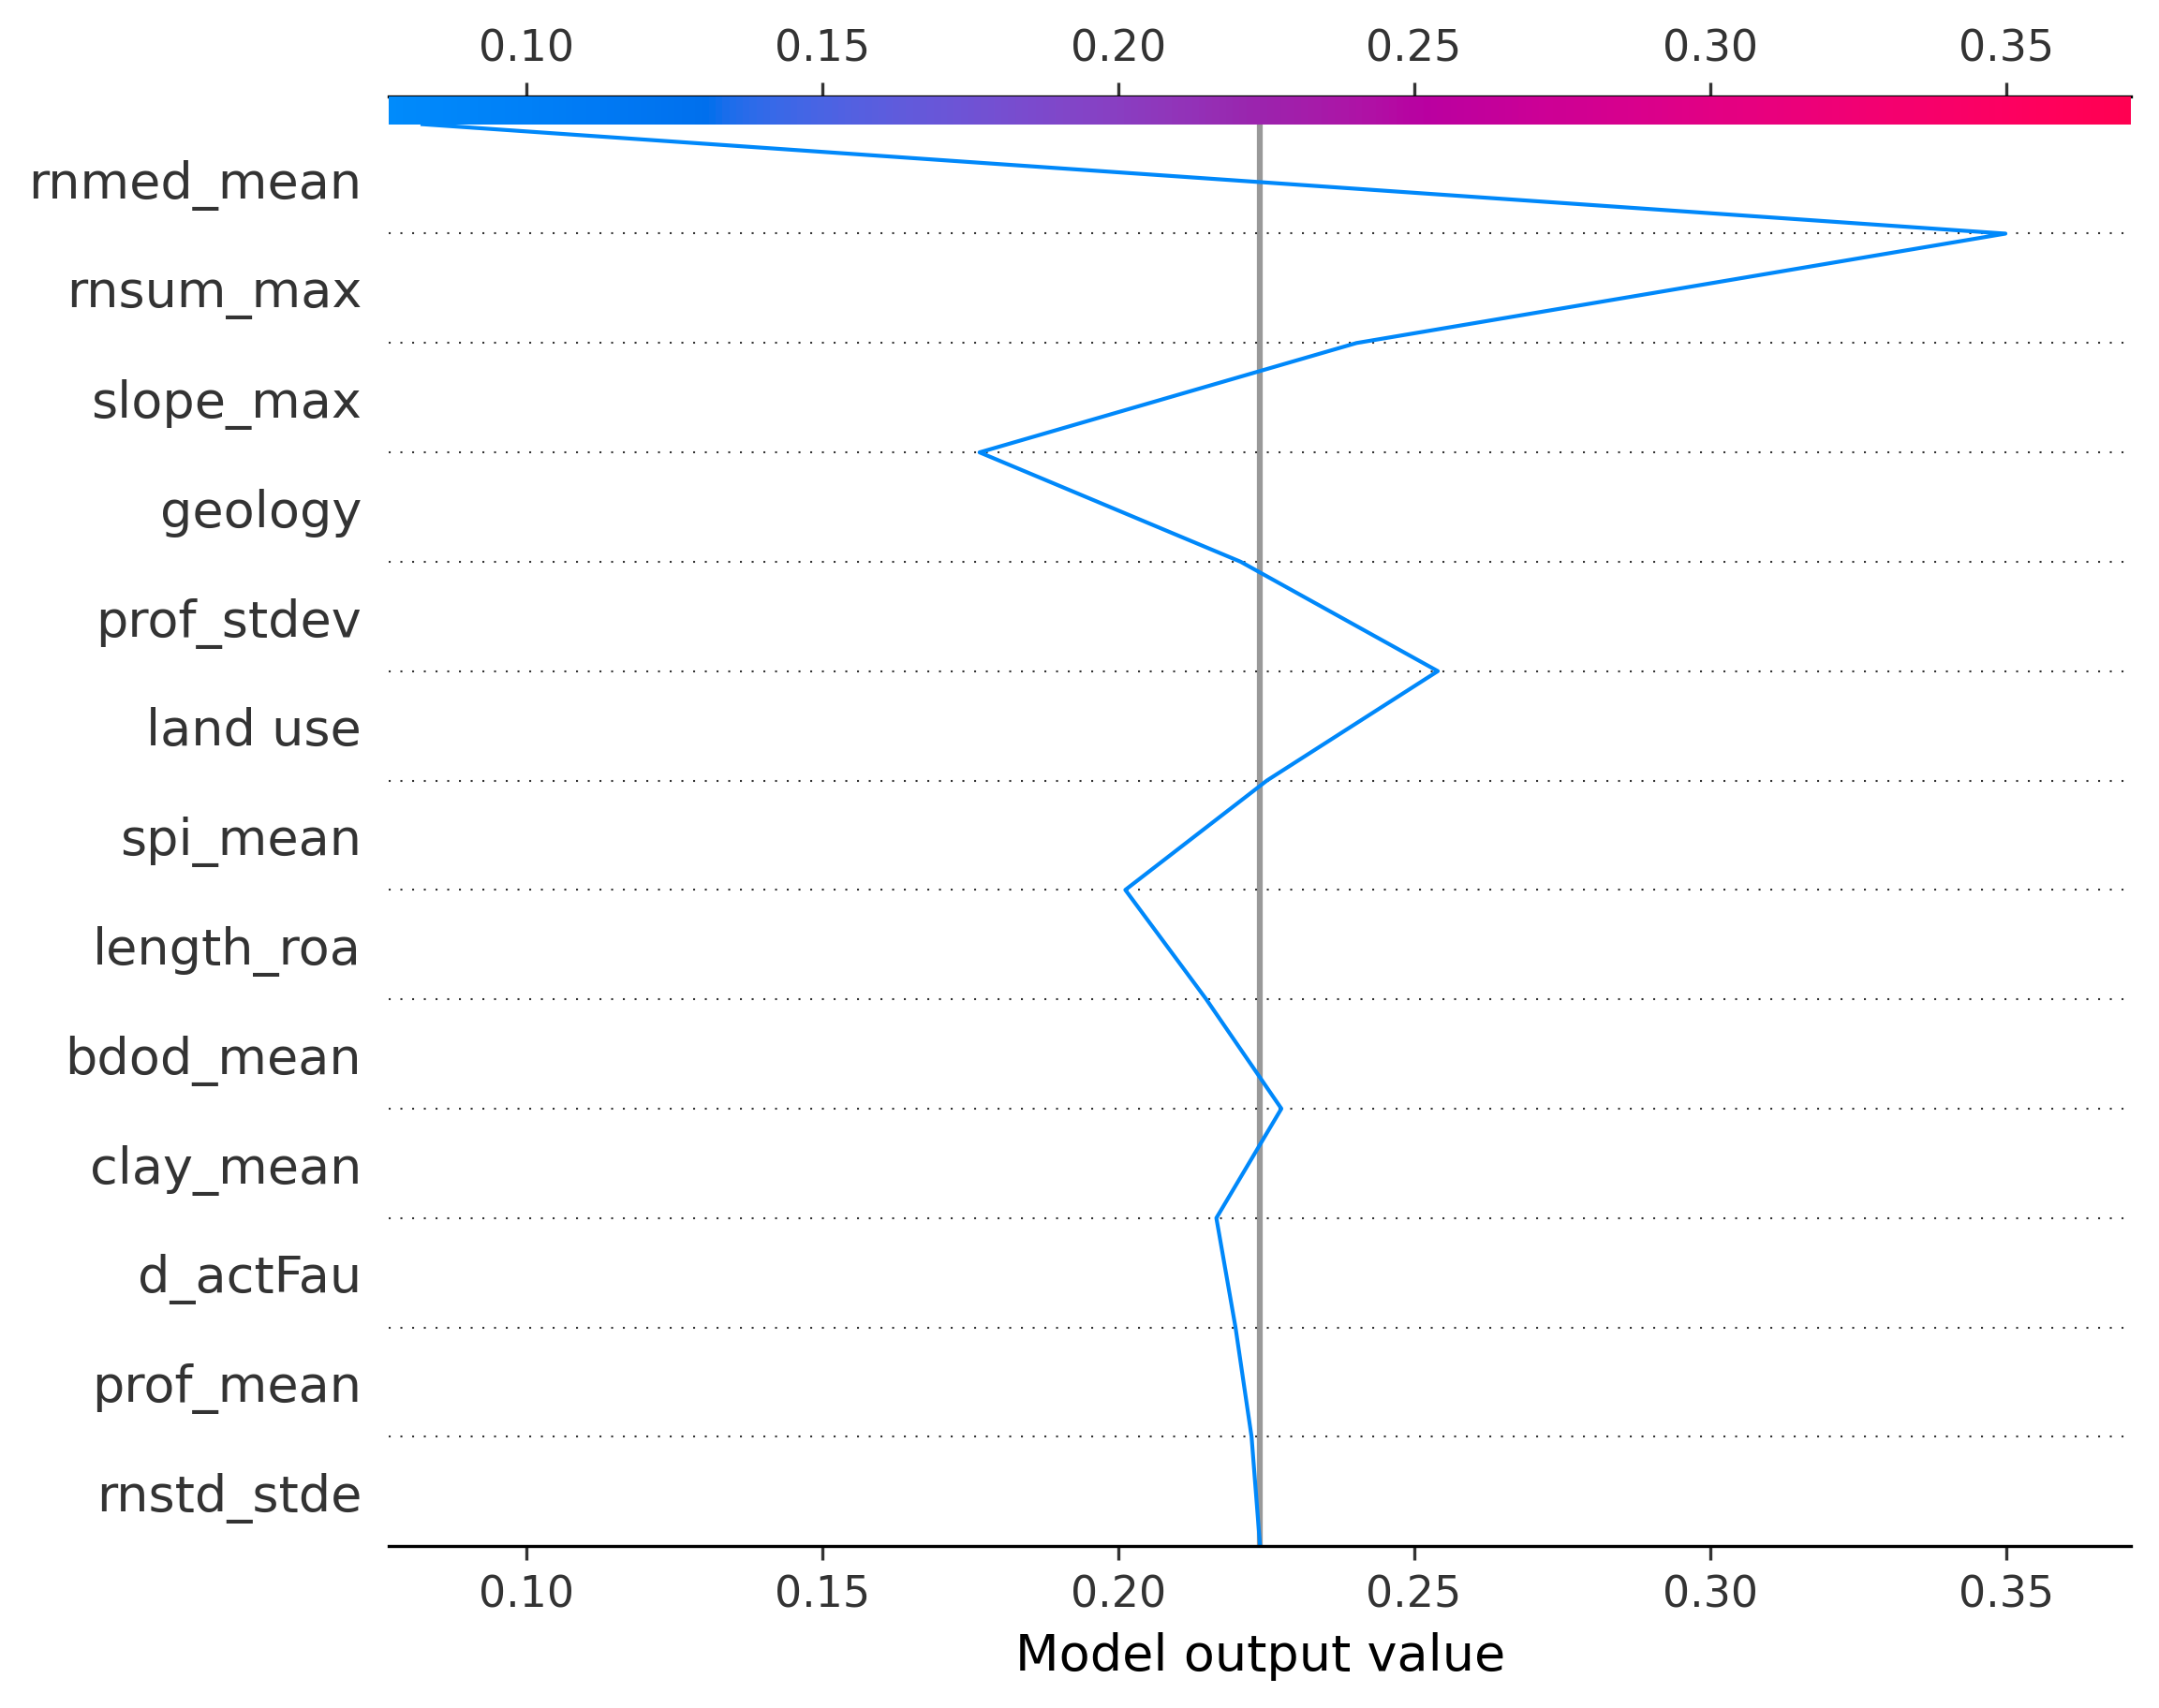 0.10 0.15 0.20 0.25 0.30 0.35
rnmed_mean
rnsum_max
slope_max
geology
prof_stdev
land use
spi_mean
length_roa
bdod_mean
clay_mean
d_actFau
prof_mean
rnstd_stde
0.10 0.15 0.20 0.25 0.30 0.35
Model output value